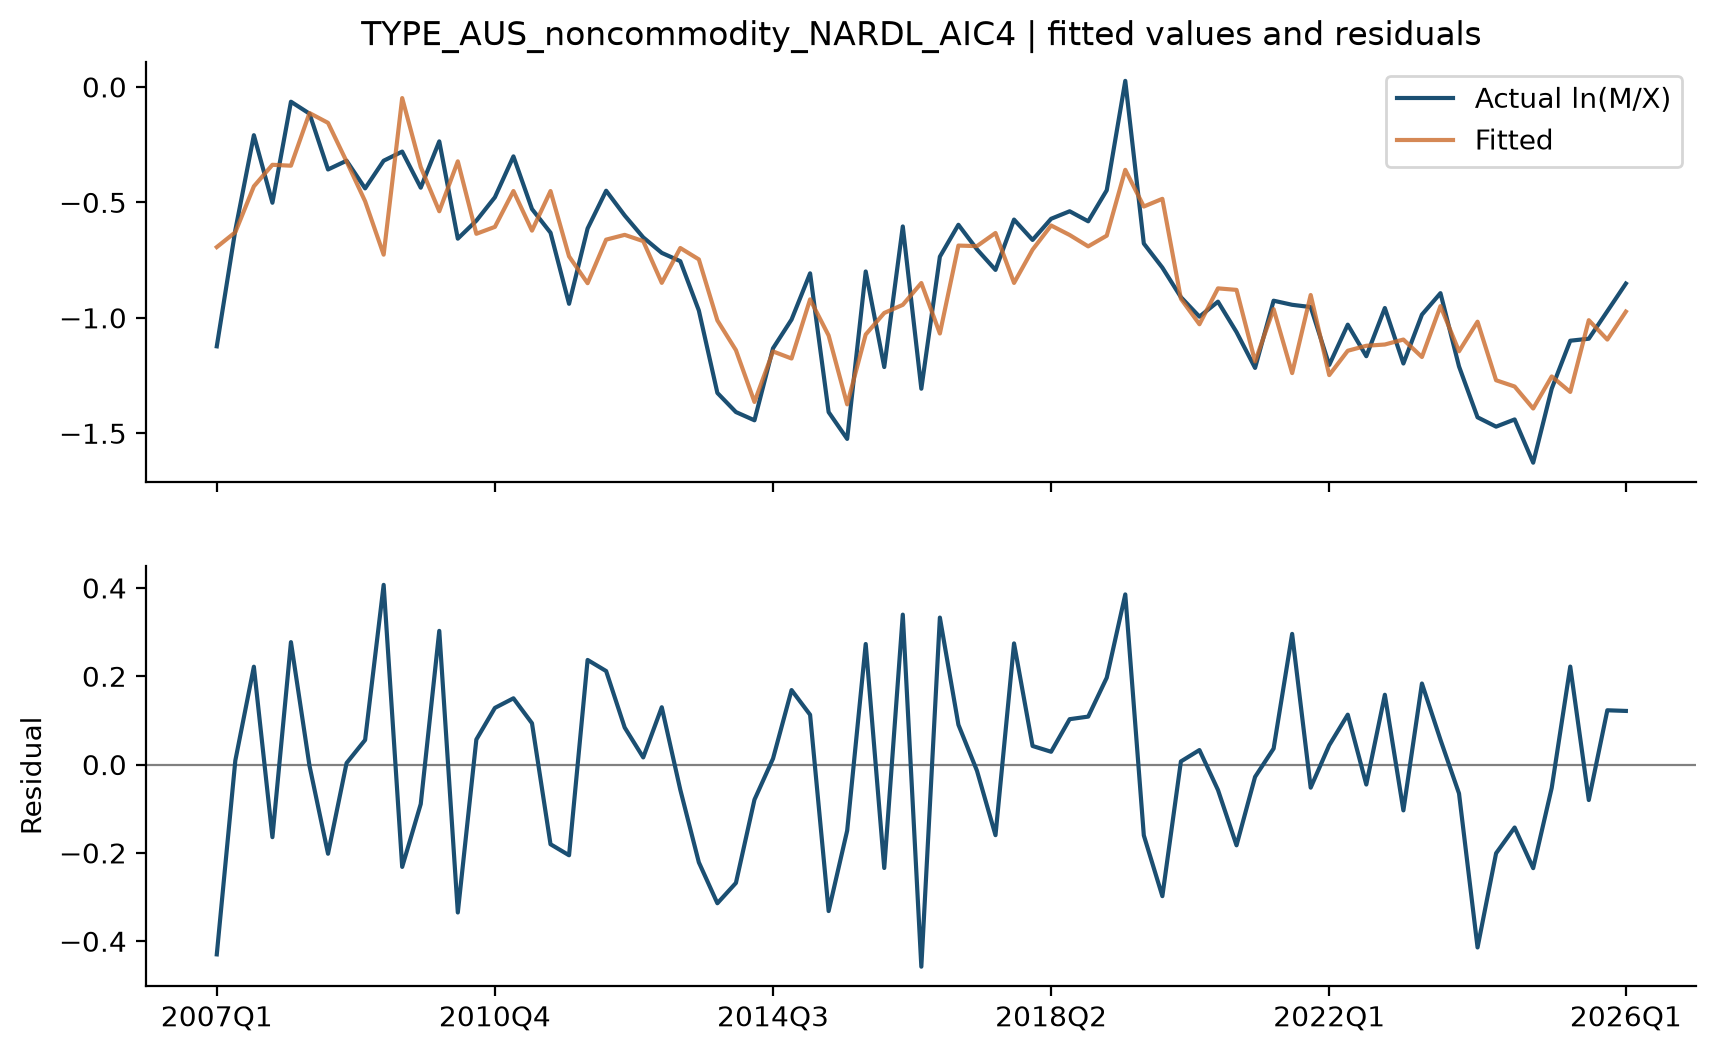 TYPE_AUS_noncommodity_NARDL_AIC4 | fitted values and residuals
Actual ln(M/X)
Fitted
0.0
−0.5
−1.0
−1.5
Residual
0.4
0.2
0.0
−0.2
−0.4
2007Q1 2010Q4 2014Q3 2018Q2 2022Q1 2026Q1